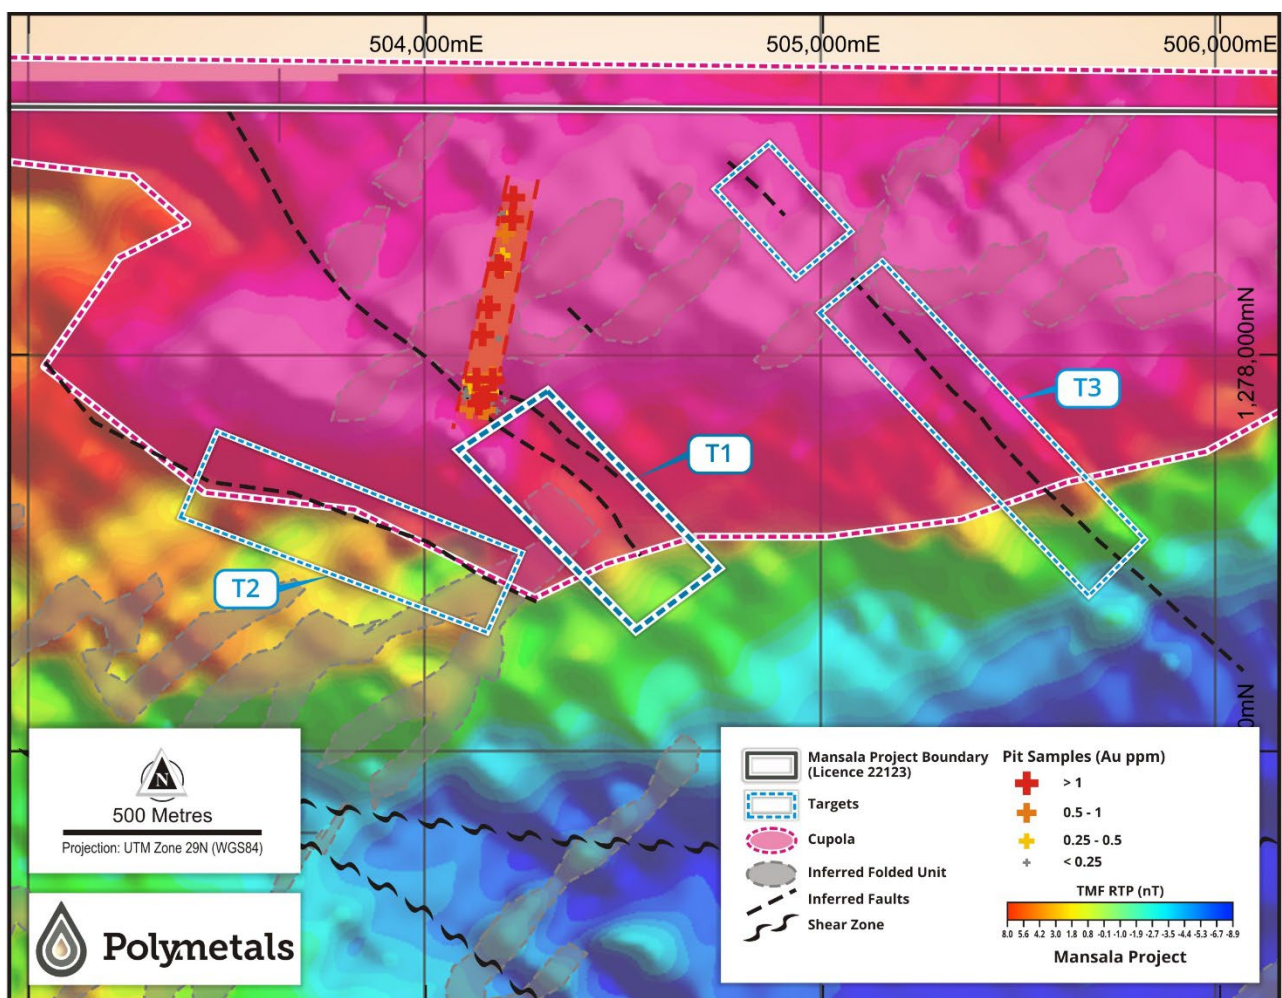 504,000mE
505,000mE
506,000mE
1,278,000mN
T3
T1
T2
0mN
N
500 Metres
Projection: UTM Zone 29N (WGS84)
Polymetals
Mansala Project Boundary
(Licence 22123)
Targets
Cupola
Inferred Folded Unit
Inferred Faults
Shear Zone
Pit Samples (Au ppm)
> 1
0.5 - 1
0.25 - 0.5
< 0.25
TMF RTP (nT)
8.0 5.6 4.2 3.0 1.8 0.8 -0.1 -1.0 -1.9 -2.7 -3.5 -4.4 -5.3 -6.7 -8.9
Mansala Project